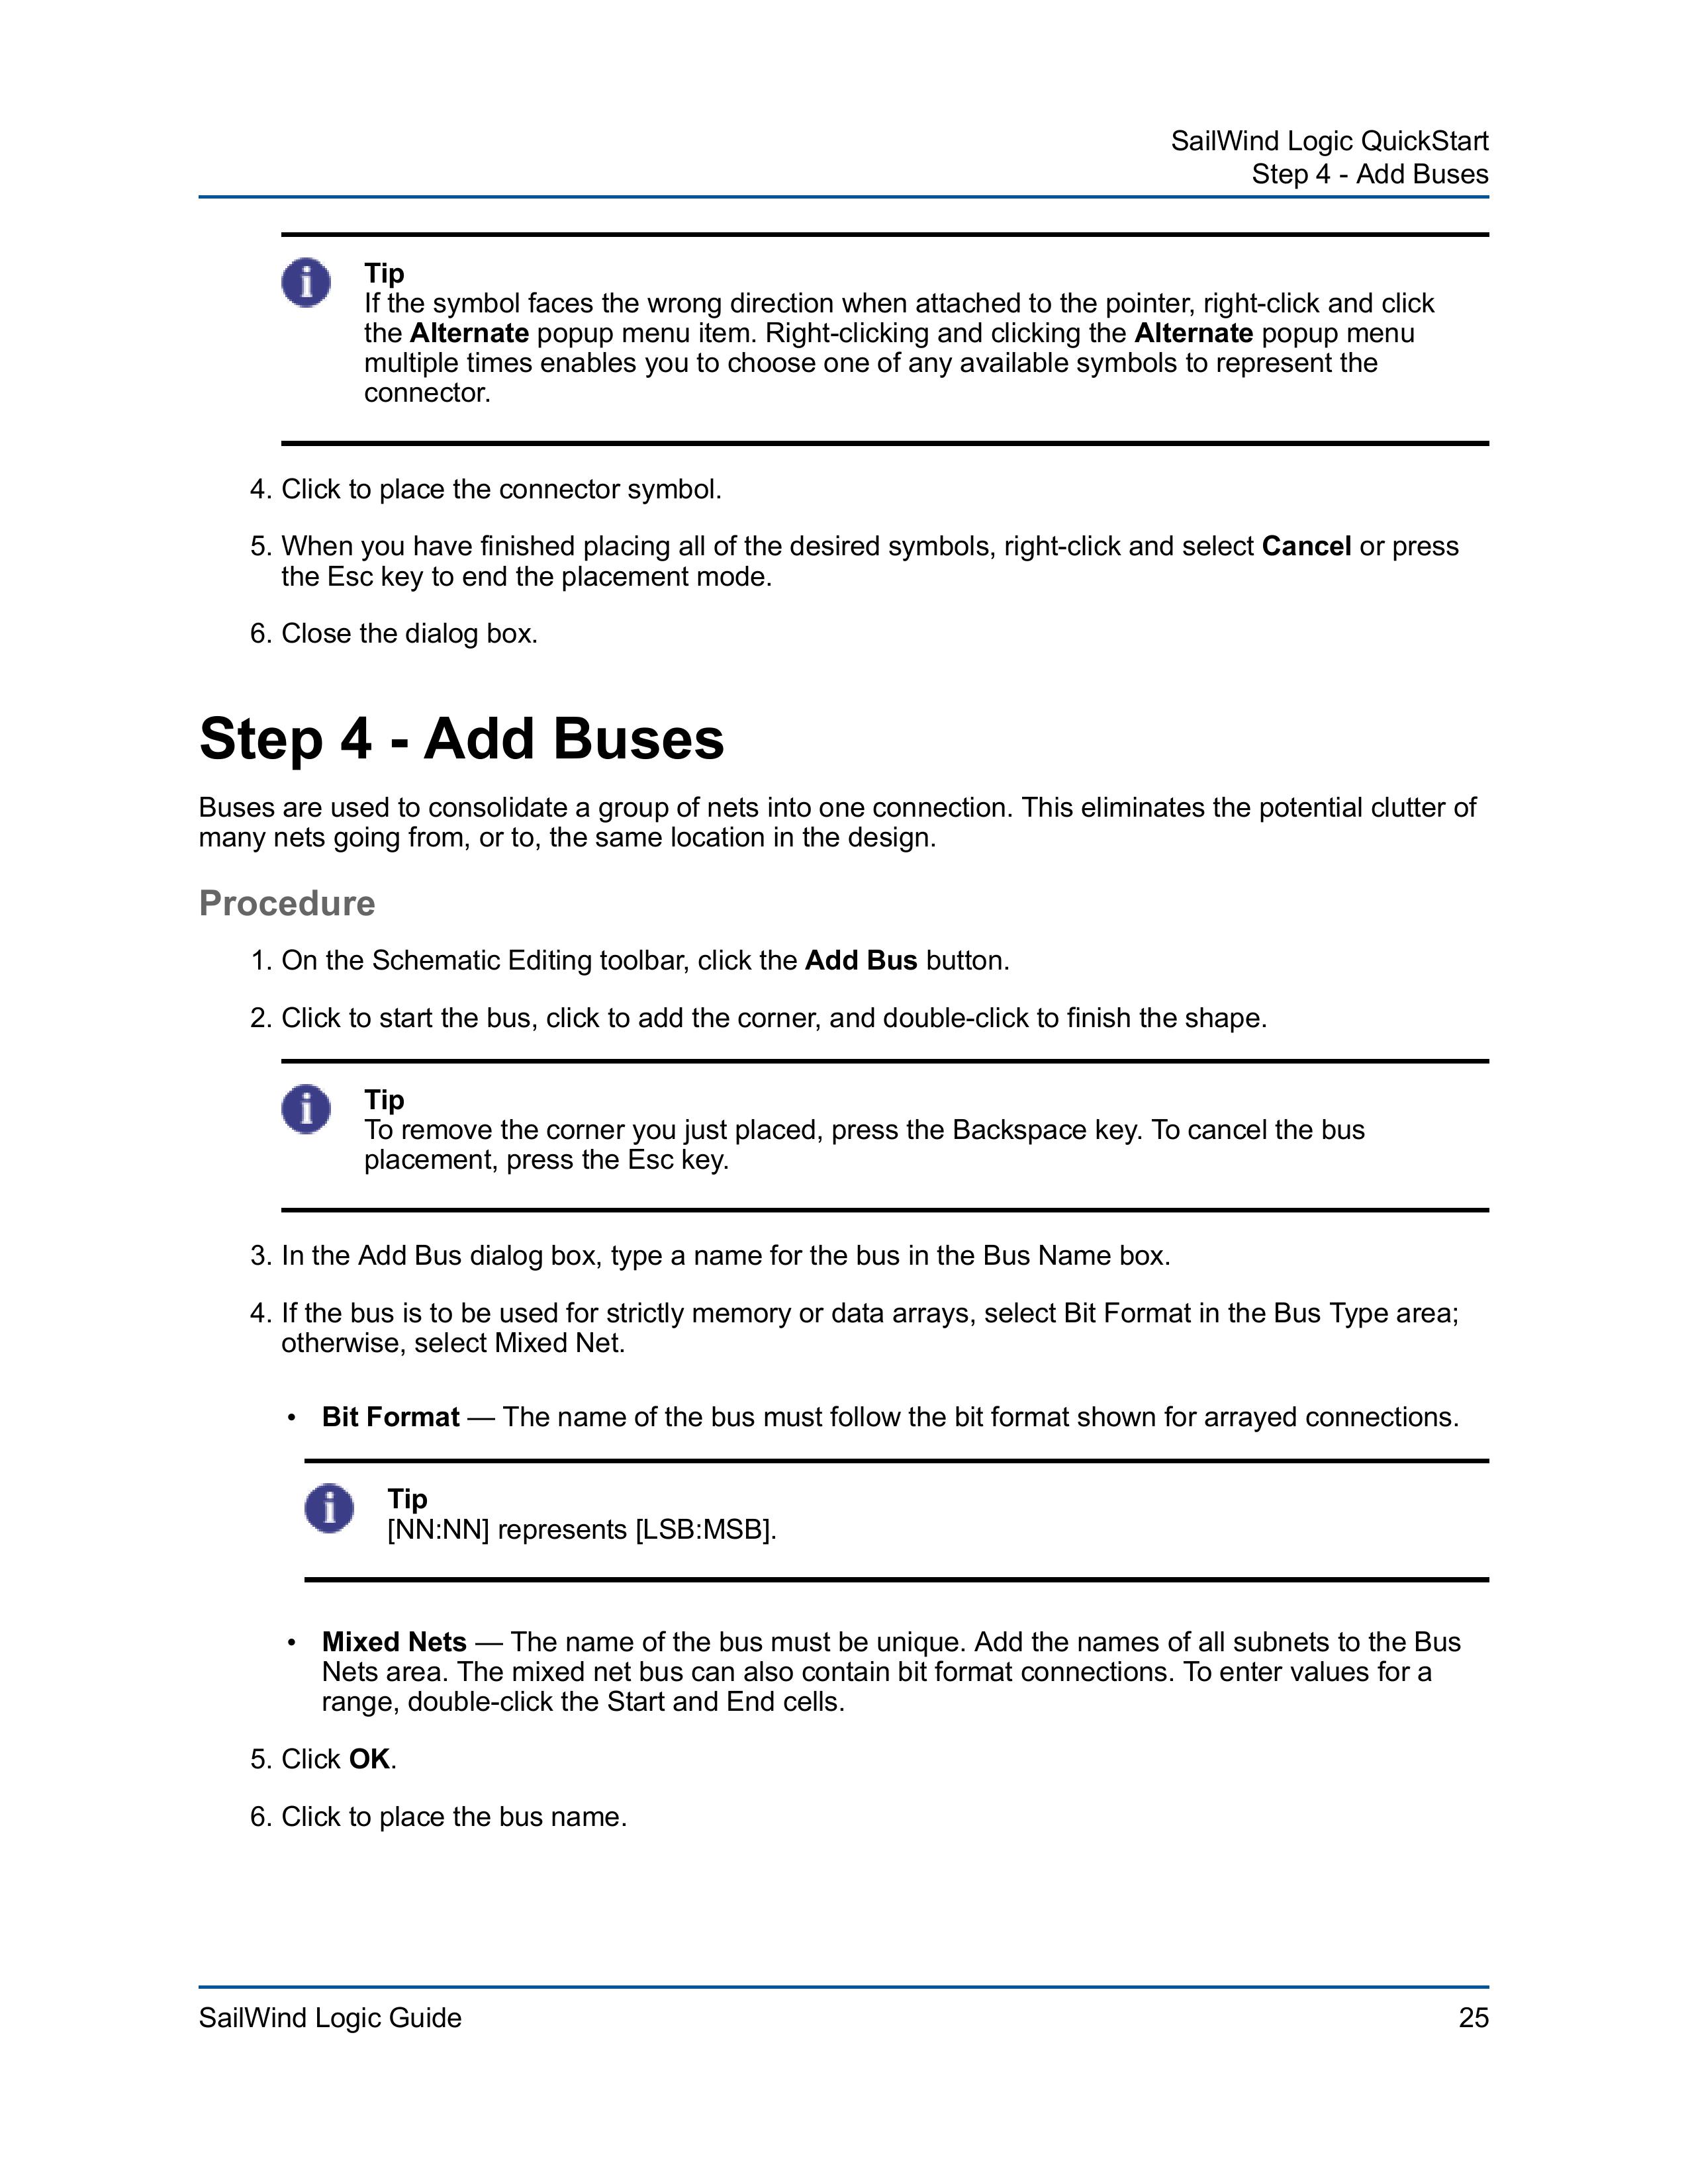 SailWind Logic QuickStart
Step 4 - Add Buses
Tip
If the symbol faces the wrong direction when attached to the pointer, right-click and click
the Alternate popup menu item. Right-clicking and clicking the Alternate popup menu
multiple times enables you to choose one of any available symbols to represent the
connector.
4. Click to place the connector symbol.
5. When you have finished placing all of the desired symbols, right-click and select Cancel or press
the Esc key to end the placement mode.
6. Close the dialog box.
Step 4 - Add Buses
Buses are used to consolidate a group of nets into one connection. This eliminates the potential clutter of
many nets going from, or to, the same location in the design.
Procedure
1. On the Schematic Editing toolbar, click the Add Bus button.
2. Click to start the bus, click to add the corner, and double-click to finish the shape.
Tip
To remove the corner you just placed, press the Backspace key. To cancel the bus
placement, press the Esc key.
3. In the Add Bus dialog box, type a name for the bus in the Bus Name box.
4. If the bus is to be used for strictly memory or data arrays, select Bit Format in the Bus Type area;
otherwise, select Mixed Net.
• Bit Format — The name of the bus must follow the bit format shown for arrayed connections.
Tip
[NN:NN] represents [LSB:MSB].
• Mixed Nets — The name of the bus must be unique. Add the names of all subnets to the Bus
Nets area. The mixed net bus can also contain bit format connections. To enter values for a
range, double-click the Start and End cells.
5. Click OK.
6. Click to place the bus name.
SailWind Logic Guide
25